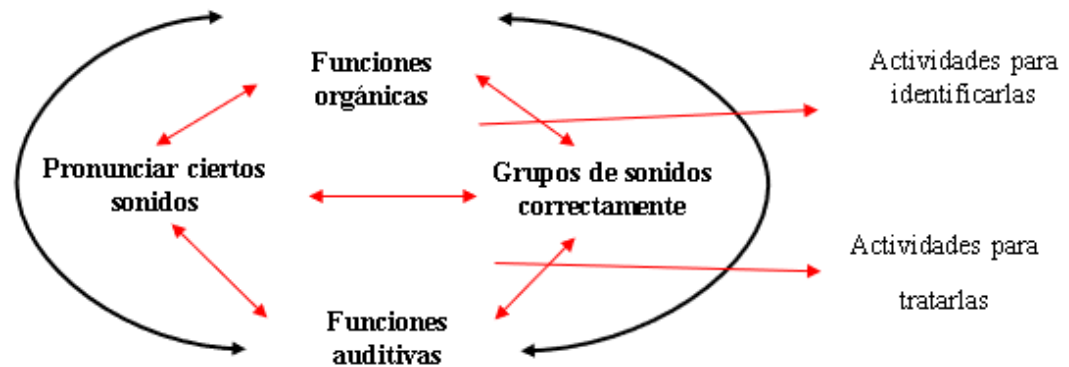 Funciones
orgánicas
Actividades para
identificarlas
Pronunciar ciertos
sonidos
Grupos de sonidos
correctamente
Actividades para
tratarlas
Funciones
auditivas